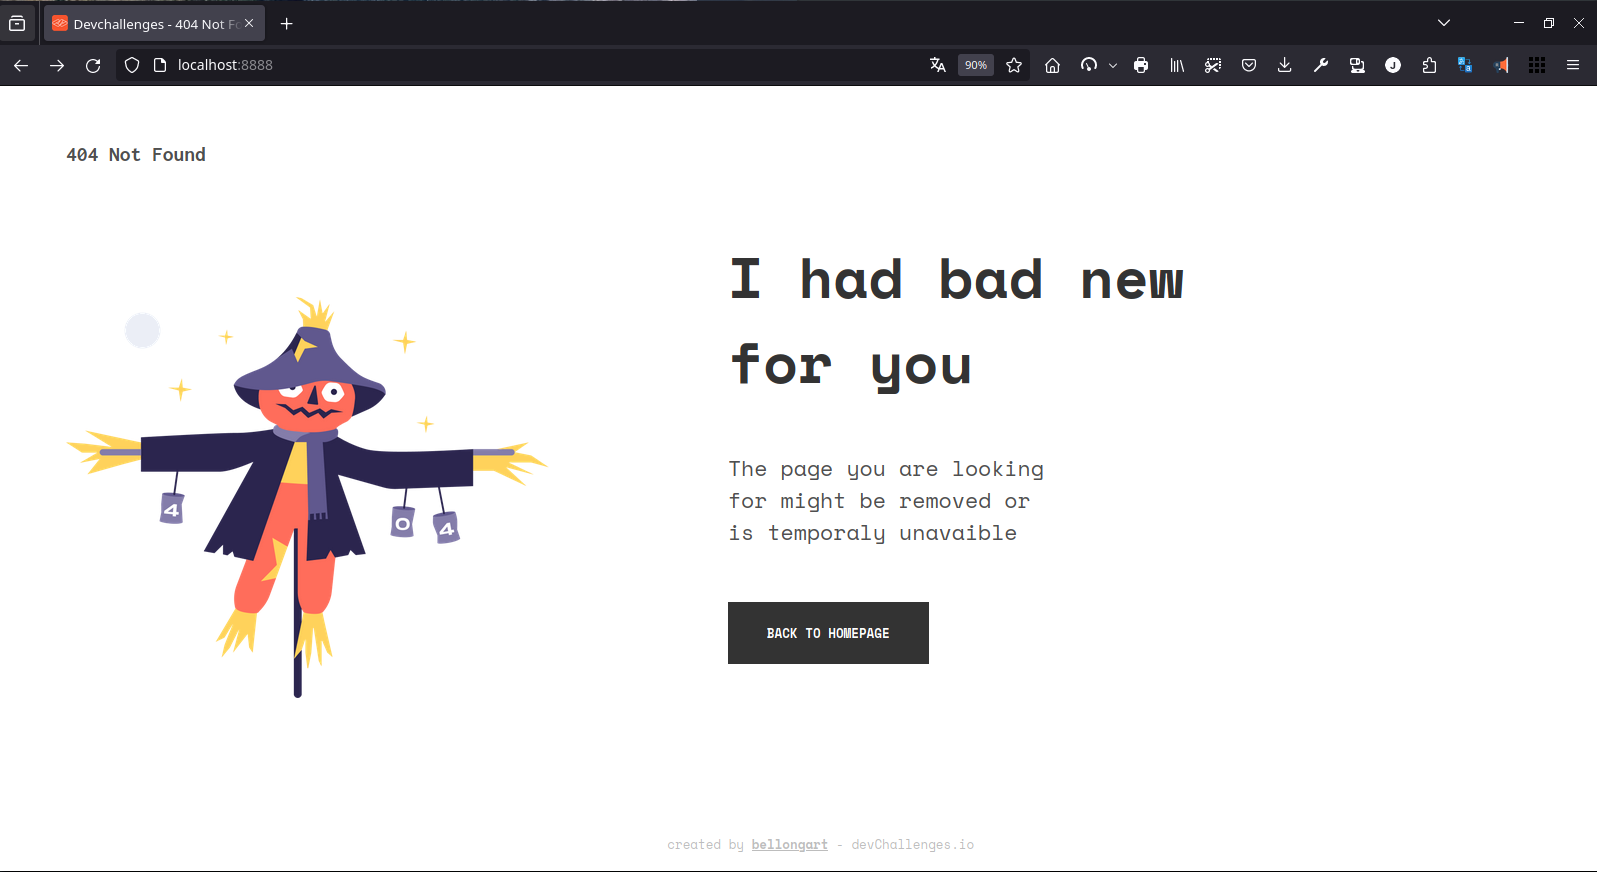 Devchallenges - 404 Not Fo
localhost:8888
90%
404 Not Found
I had bad new
for you
4
0
4
The page you are looking
for might be removed or
is temporaly unavaible
BACK TO HOMEPAGE
created by bellongart - devChallenges.io